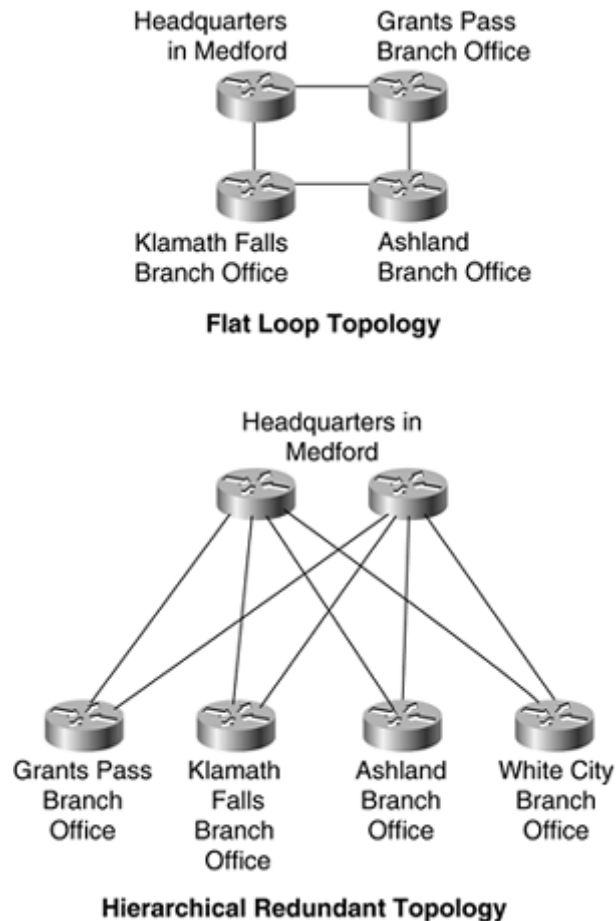 Headquarters
in Medford
Grants Pass
Branch Office
Klamath Falls
Branch Office
Ashland
Branch Office
Flat Loop Topology
Headquarters in
Medford
Grants Pass
Branch
Office
Klamath
Falls
Branch
Office
Ashland
Branch
Office
White City
Branch
Office
Hierarchical Redundant Topology